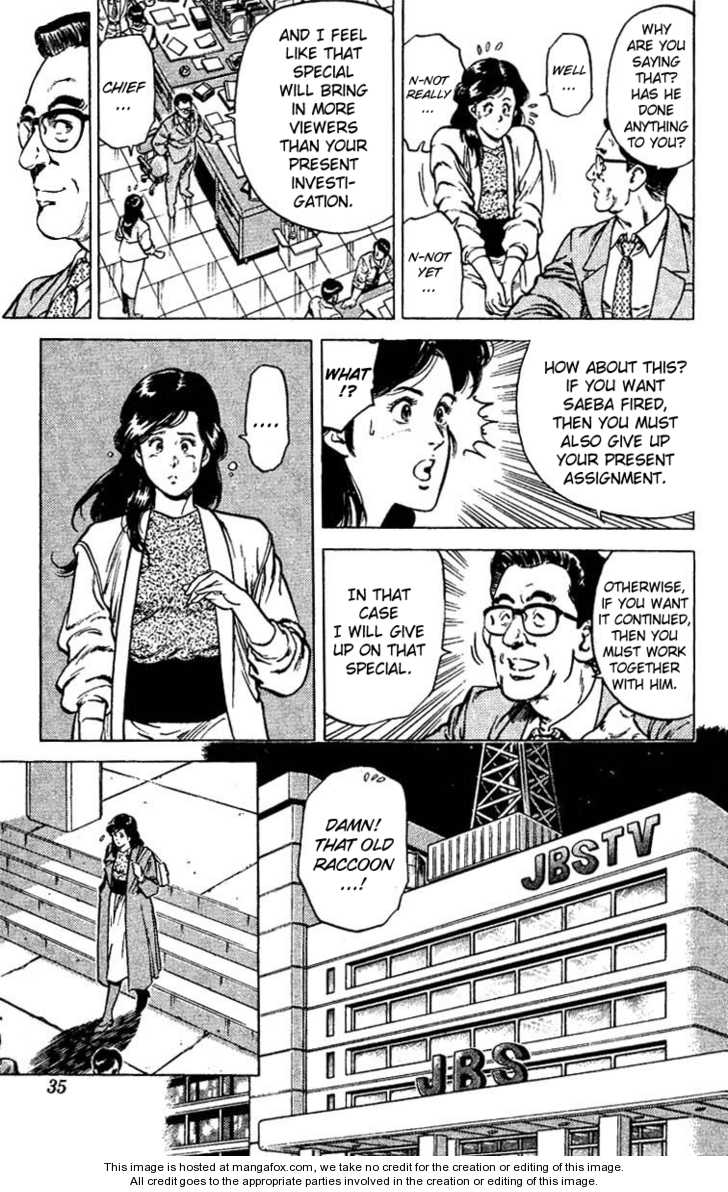 WHY
ARE YOU
SAYING
THAT?
HAS HE
DONE
ANYTHING
TO YOU?
WELL
...
N-NOT
REALLY
...
N-NOT
YET
...
AND I FEEL
LIKE THAT
SPECIAL
WILL BRING
IN MORE
VIEWERS
THAN YOUR
PRESENT
INVESTI-
GATION.
CHIEF
...
HOW ABOUT THIS?
IF YOU WANT
SAEBA FIRED,
THEN YOU MUST
ALSO GIVE UP
YOUR PRESENT
ASSIGNMENT.
WHAT
!?
OTHERWISE,
IF YOU WANT
IT CONTINUED,
THEN YOU
MUST WORK
TOGETHER
WITH HIM.
IN THAT
CASE
I WILL GIVE
UP ON THAT
SPECIAL.
....
DAMN!
THAT OLD
RACCOON
...!
JBSTV
JBS
35
This image is hosted at mangafox.com, we take no credit for the creation or editing of this image.
All credit goes to the appropriate parties involved in the creation or editing of this image.